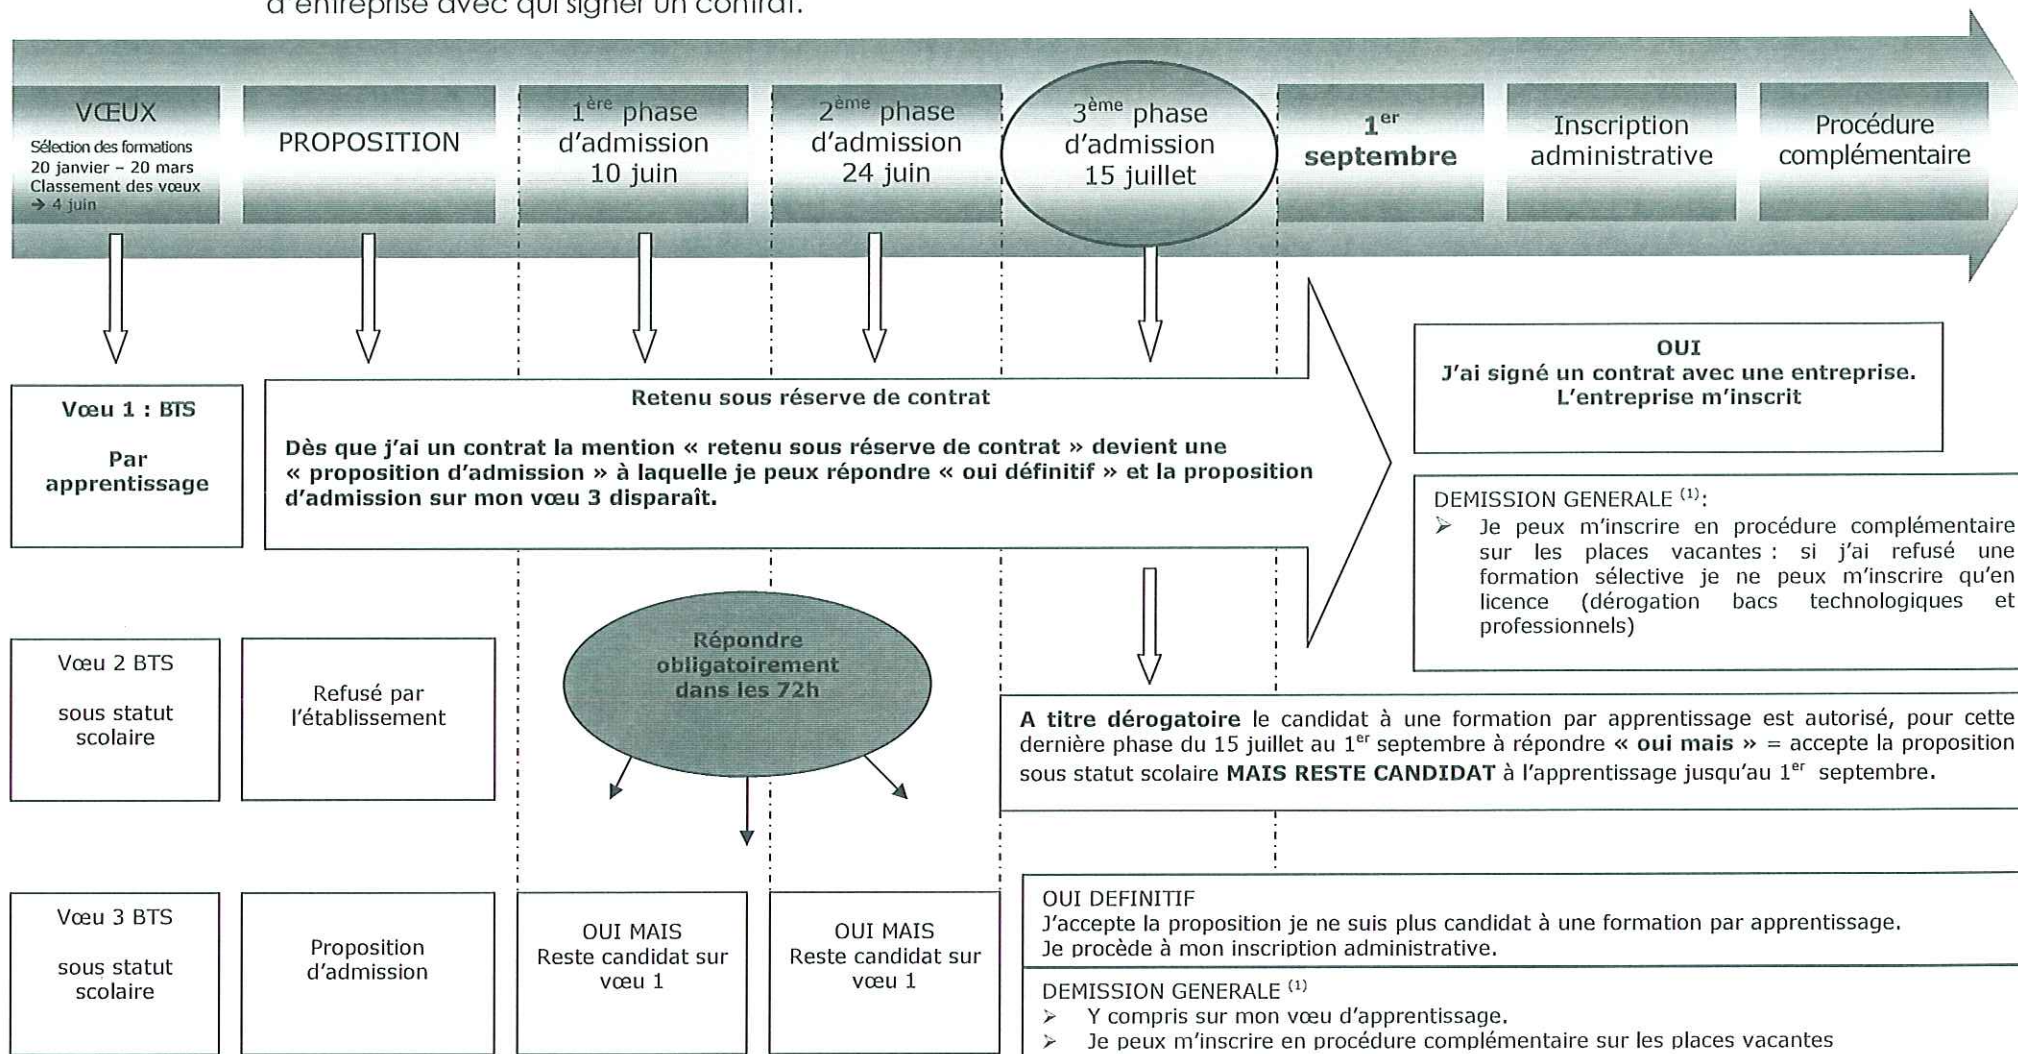 d'entreprise avec qui signer un contrat.
VŒUX
Sélection des formations
20 janvier – 20 mars
Classement des vœux
→ 4 juin
PROPOSITION
1ère phase
d'admission
10 juin
2ème phase
d'admission
24 juin
3ème phase
d'admission
15 juillet
1er
septembre
Inscription
administrative
Procédure
complémentaire
Vœu 1 : BTS
Par
apprentissage
Retenu sous réserve de contrat
Dès que j'ai un contrat la mention « retenu sous réserve de contrat » devient une
« proposition d'admission » à laquelle je peux répondre « oui définitif » et la proposition
d'admission sur mon vœu 3 disparaît.
OUI
J'ai signé un contrat avec une entreprise.
L'entreprise m'inscrit
DEMISSION GENERALE (1):
➢ Je peux m'inscrire en procédure complémentaire
sur les places vacantes : si j'ai refusé une
formation sélective je ne peux m'inscrire qu'en
licence (dérogation bacs technologiques et
professionnels)
Vœu 2 BTS
sous statut
scolaire
Refusé par
l'établissement
Répondre
obligatoirement
dans les 72h
A titre dérogatoire le candidat à une formation par apprentissage est autorisé, pour cette
dernière phase du 15 juillet au 1er septembre à répondre « oui mais » = accepte la proposition
sous statut scolaire MAIS RESTE CANDIDAT à l'apprentissage jusqu'au 1er septembre.
Vœu 3 BTS
sous statut
scolaire
Proposition
d'admission
OUI MAIS
Reste candidat sur
vœu 1
OUI MAIS
Reste candidat sur
vœu 1
OUI DEFINITIF
J'accepte la proposition je ne suis plus candidat à une formation par apprentissage.
Je procède à mon inscription administrative.
DEMISSION GENERALE (1)
➢ Y compris sur mon vœu d'apprentissage.
➢ Je peux m'inscrire en procédure complémentaire sur les places vacantes